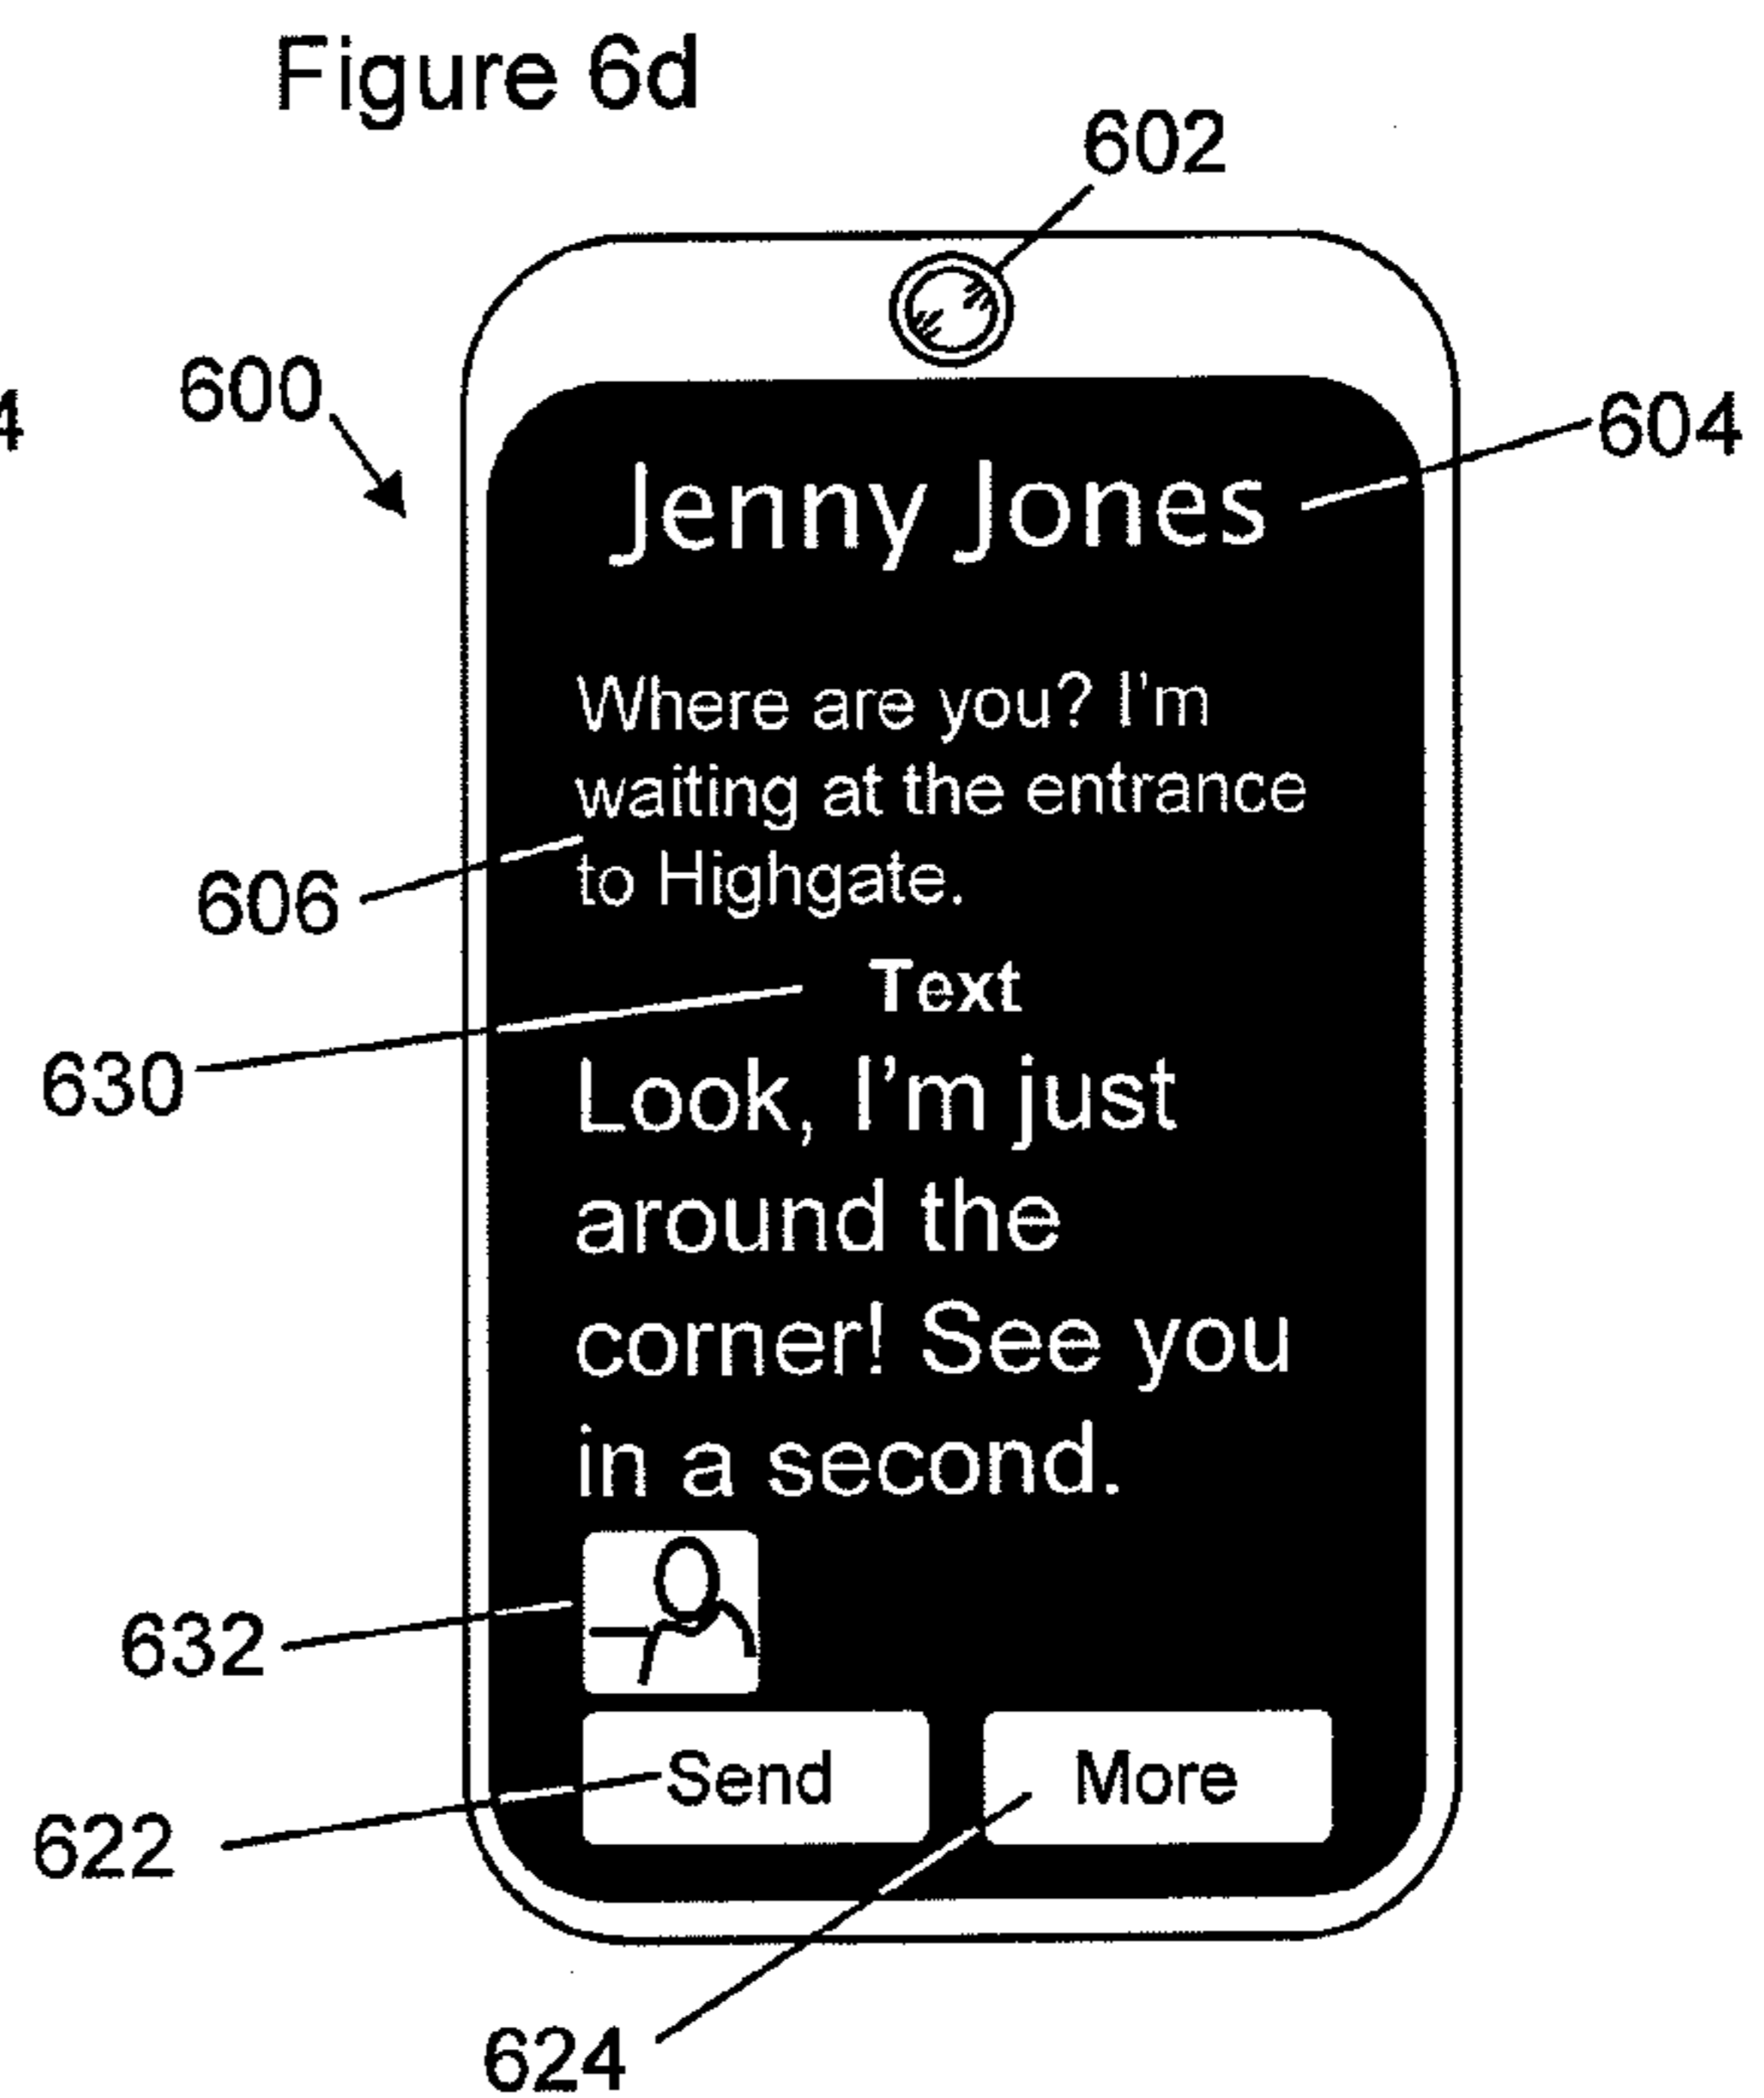 Figure 6d
602
4
600
604
Jenny Jones
Where are you? I'm
waiting at the entrance
606
to Highgate.
Text
630
Look, I'm just
around the
corner! See you
in a second.
632
Send
More
622
624